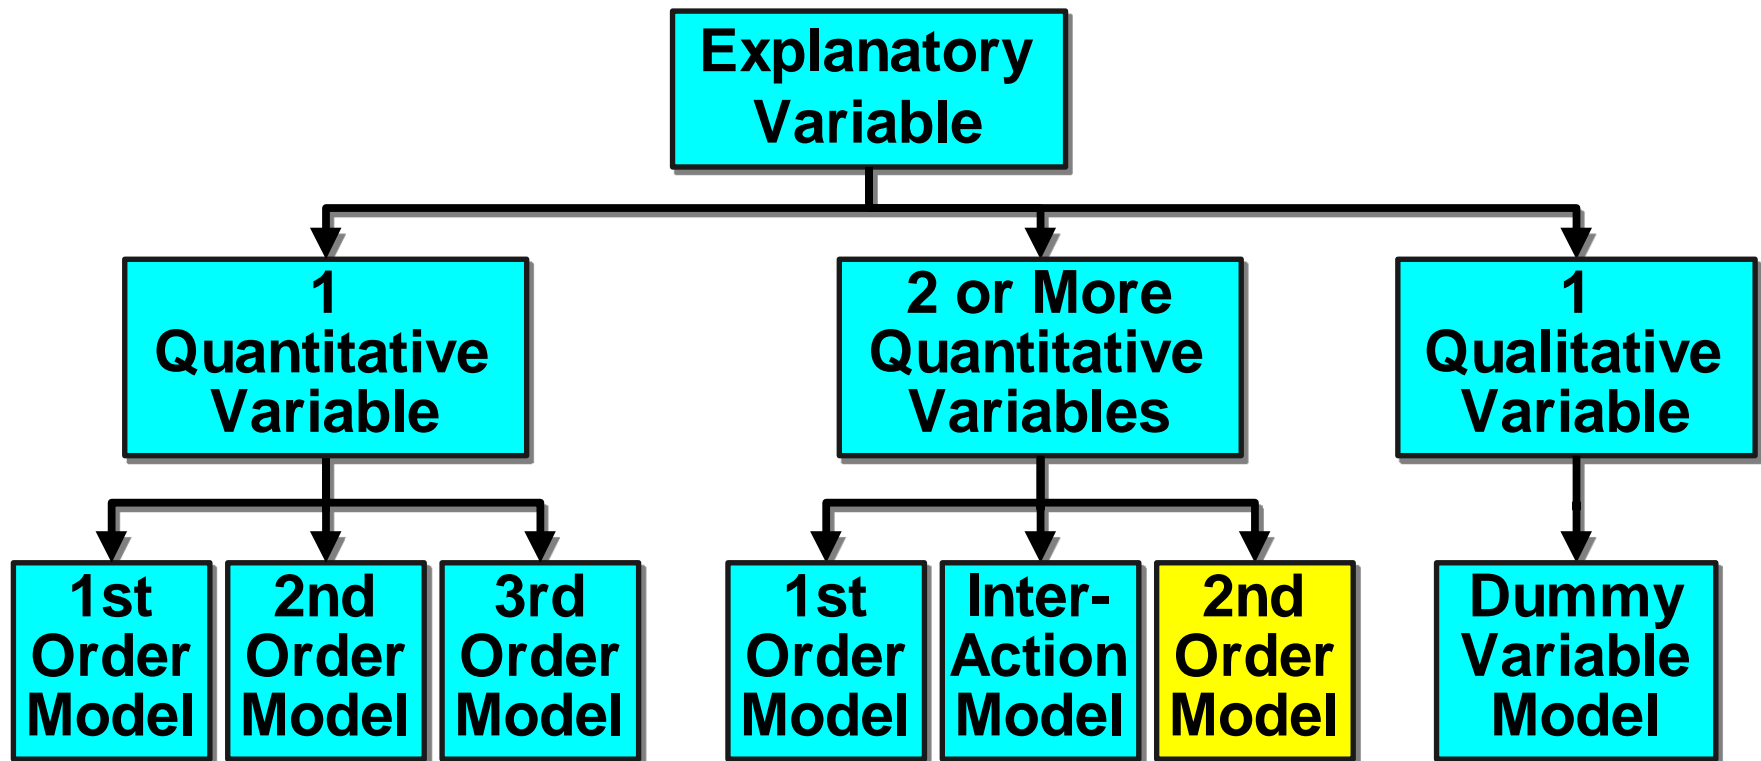 Explanatory
Variable
1
Quantitative
Variable
2 or More
Quantitative
Variables
1
Qualitative
Variable
1st
Order
Model
2nd
Order
Model
3rd
Order
Model
1st
Order
Model
Inter-
Action
Model
2nd
Order
Model
Dummy
Variable
Model